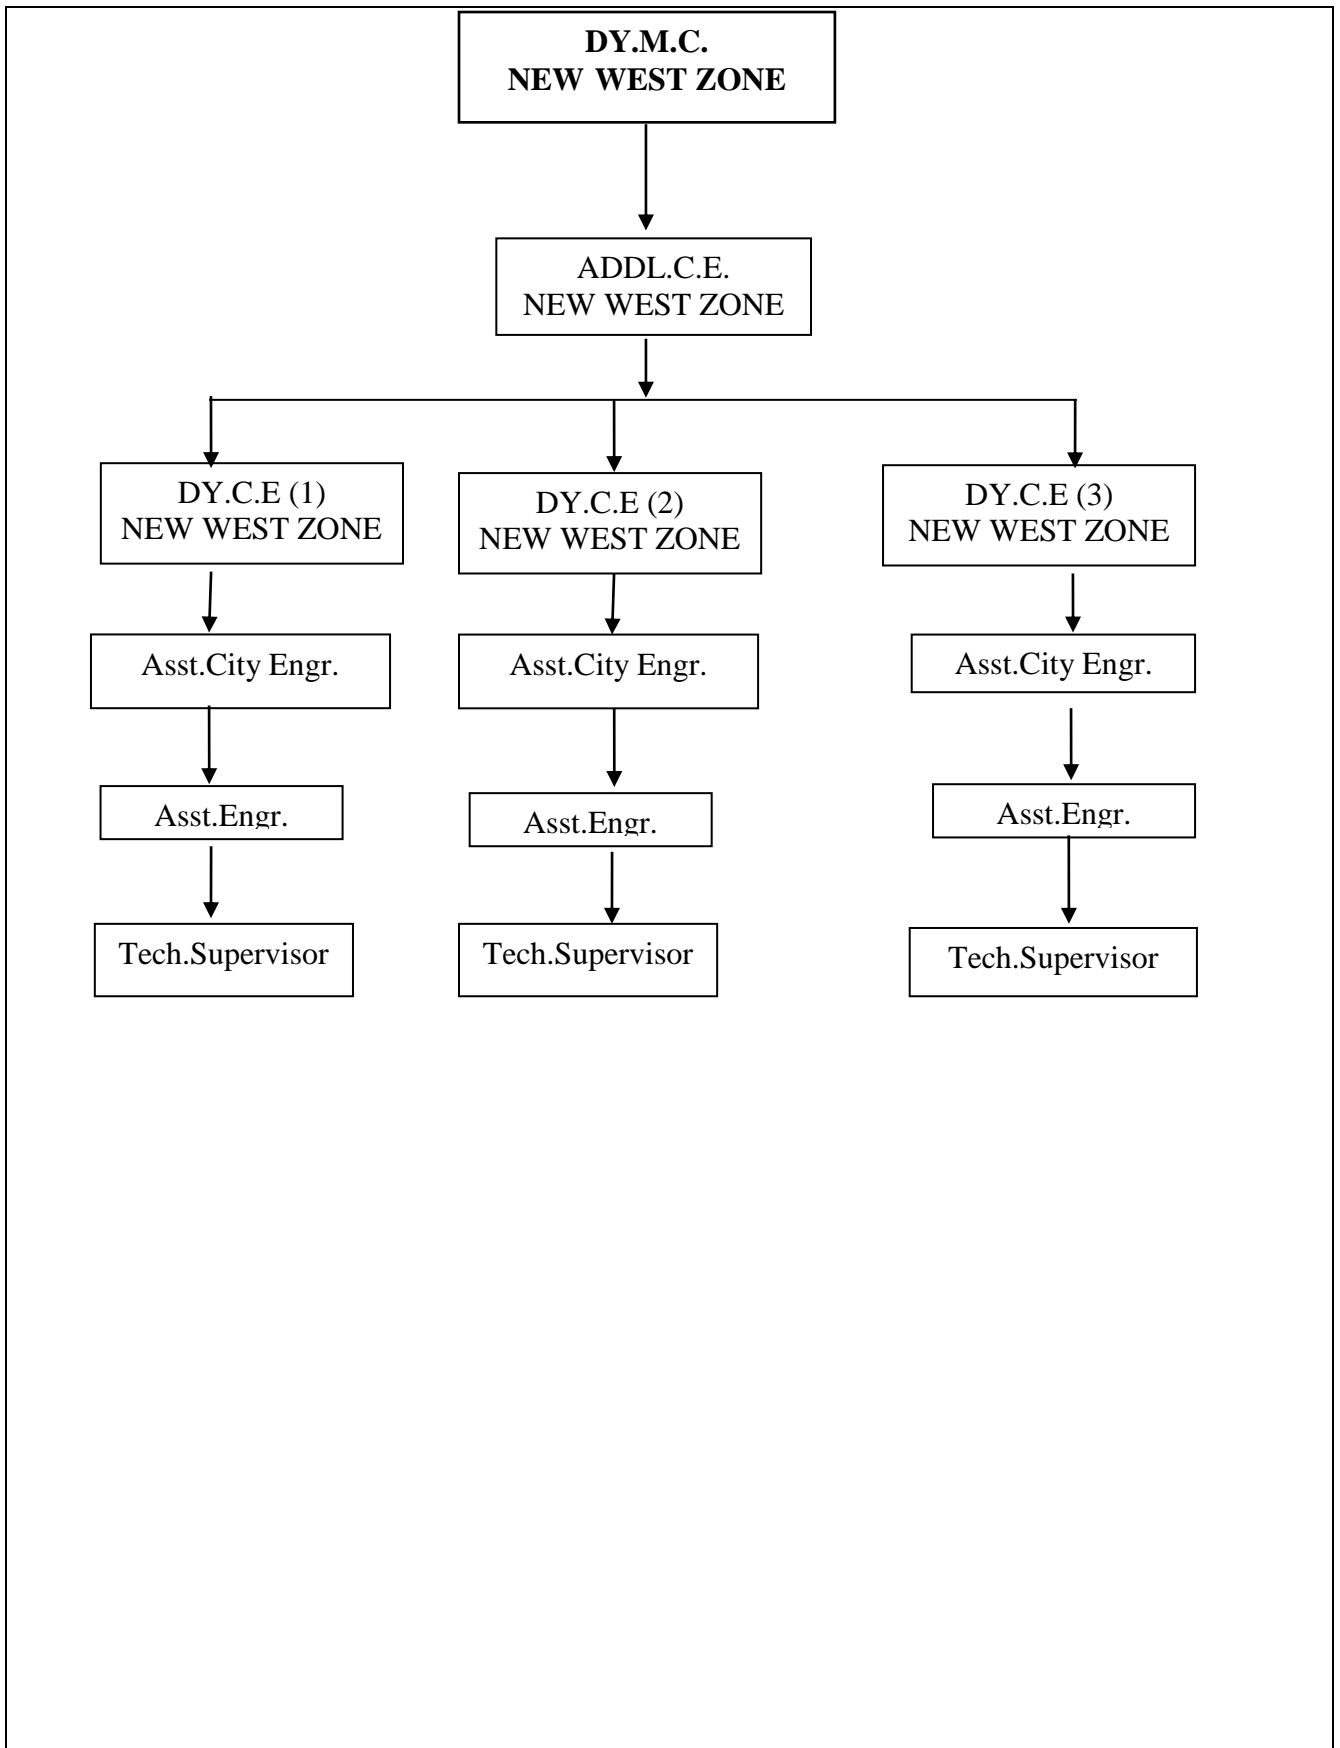 DY.M.C.
NEW WEST ZONE
ADDL.C.E.
NEW WEST ZONE
DY.C.E (1)
NEW WEST ZONE
DY.C.E (2)
NEW WEST ZONE
DY.C.E (3)
NEW WEST ZONE
Asst.City Engr.
Asst.City Engr.
Asst.City Engr.
Asst.Engr.
Asst.Engr.
Asst.Engr.
Tech.Supervisor
Tech.Supervisor
Tech.Supervisor